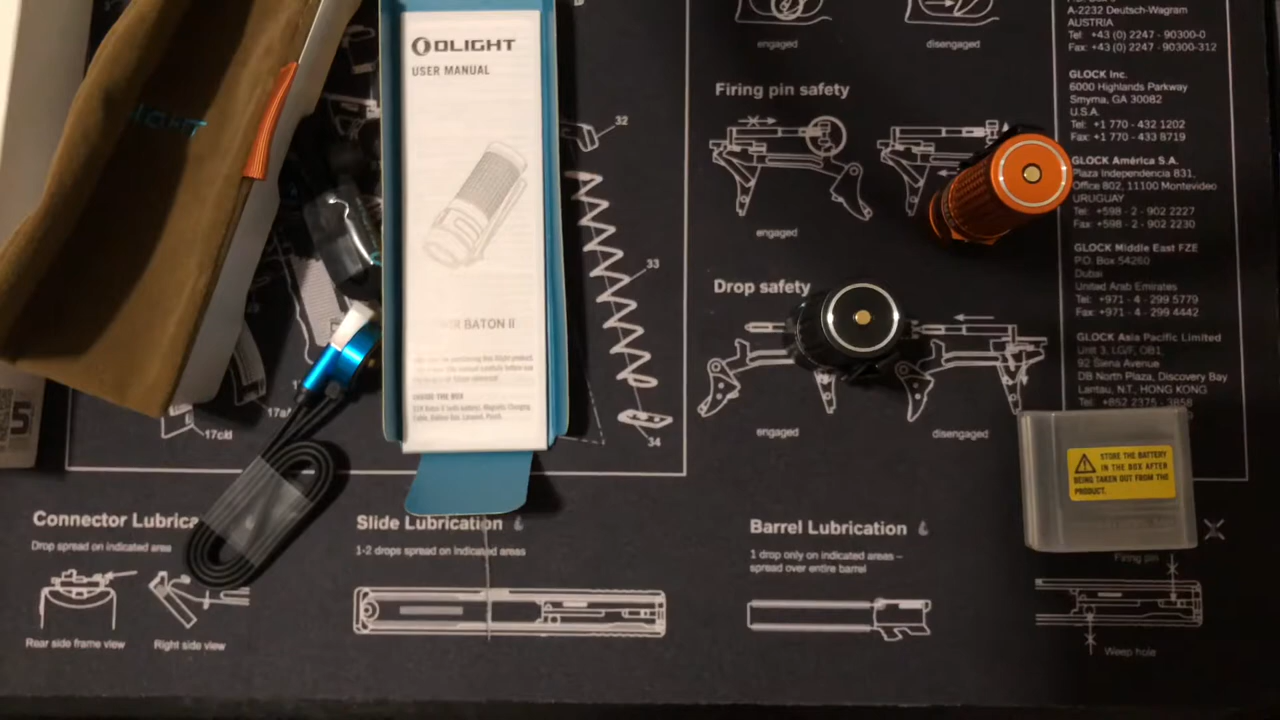 OLIGHT
USER MANUAL
BATON II
INSIDE THE BOX
engaged
disengaged
Firing pin safety
engaged
Drop safety
engaged
disengaged
32
33
34
17ckl
5
A-2232 Deutsch-Wagram
AUSTRIA
Tel: +43 (0) 2247 - 90300-0
Fax: +43 (0) 2247 - 90300-312
GLOCK Inc.
6000 Highlands Parkway
Smyrna, GA 30082
U.S.A.
Tel: +1 770 - 432 1202
Fax: +1 770 - 433 8719
GLOCK América S.A.
Plaza Independencia 831,
Office 802, 11100 Montevideo
URUGUAY
Tel: +598 - 2 - 902 2227
Fax: +598 - 2 - 902 2230
GLOCK Middle East FZE
P.O. Box 54260
Dubai
United Arab Emirates
Tel: +971 - 4 - 299 5779
Fax: +971 - 4 - 299 4442
GLOCK Asia Pacific Limited
Unit 3, LG/F, OB1,
92 Siena Avenue
DB North Plaza, Discovery Bay
Lantau, N.T., HONG KONG
Tel: +852 2375 - 3858
STORE THE BATTERY
IN THE BOX AFTER
BEING TAKEN OUT FROM THE
PRODUCT.
Connector Lubrica
Drop spread on indicated area
Rear side frame view
Right side view
Slide Lubrication
1-2 drops spread on indicated areas
Barrel Lubrication
1 drop only on indicated areas –
spread over entire barrel
Firing pin
Weep hole